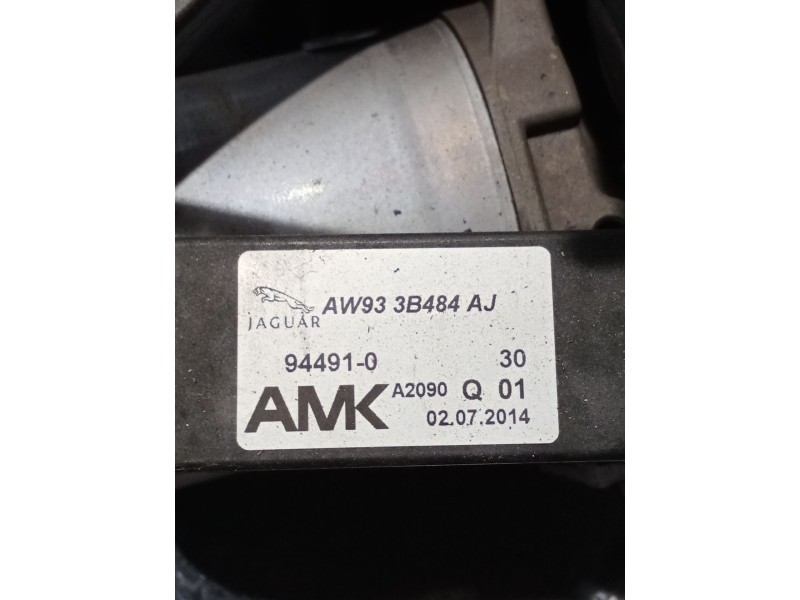 AW93 3B484 AJ
JAGUAR
94491-0 30
AMK A2090 Q 01
02.07.2014